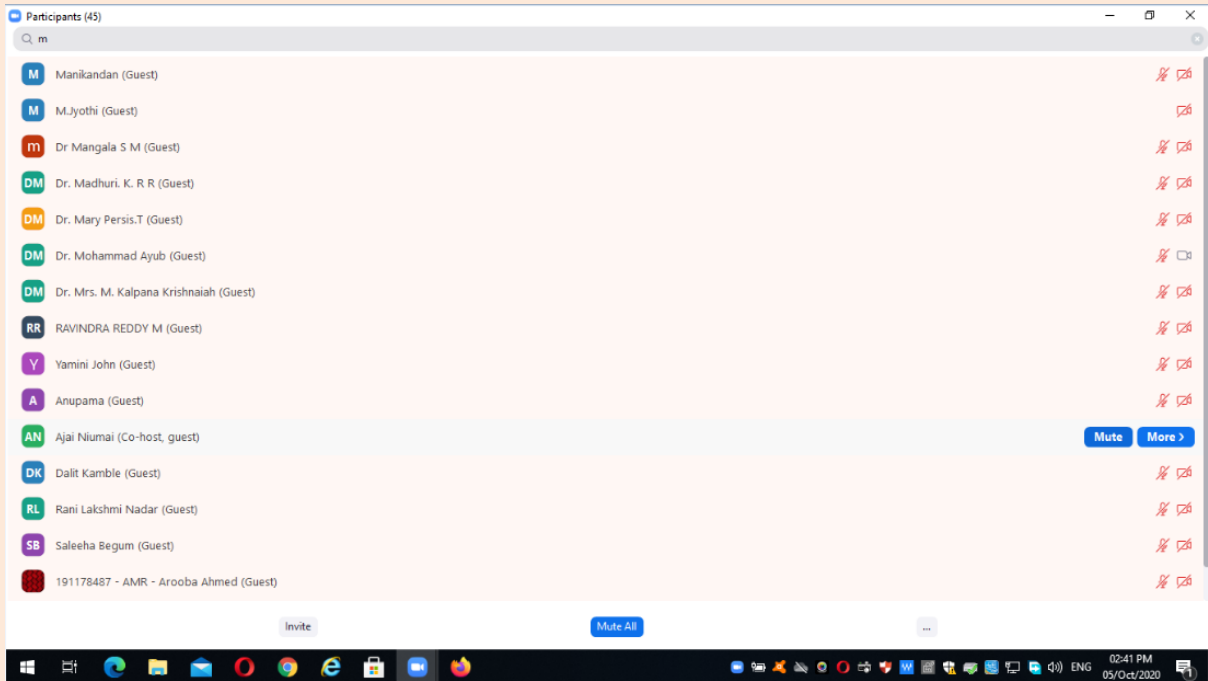 Participants (45)
m
M Manikandan (Guest)
M M.Jyothi (Guest)
m Dr Mangala S M (Guest)
DM Dr. Madhuri. K. R R (Guest)
DM Dr. Mary Persis.T (Guest)
DM Dr. Mohammad Ayub (Guest)
DM Dr. Mrs. M. Kalpana Krishnaiah (Guest)
RR RAVINDRA REDDY M (Guest)
Y Yamini John (Guest)
A Anupama (Guest)
AN Ajai Niumai (Co-host, guest) Mute More >
DK Dalit Kamble (Guest)
RL Rani Lakshmi Nadar (Guest)
SB Saleeha Begum (Guest)
191178487 - AMR - Arooba Ahmed (Guest)
Invite Mute All ...
ENG 02:41 PM
05/Oct/2020